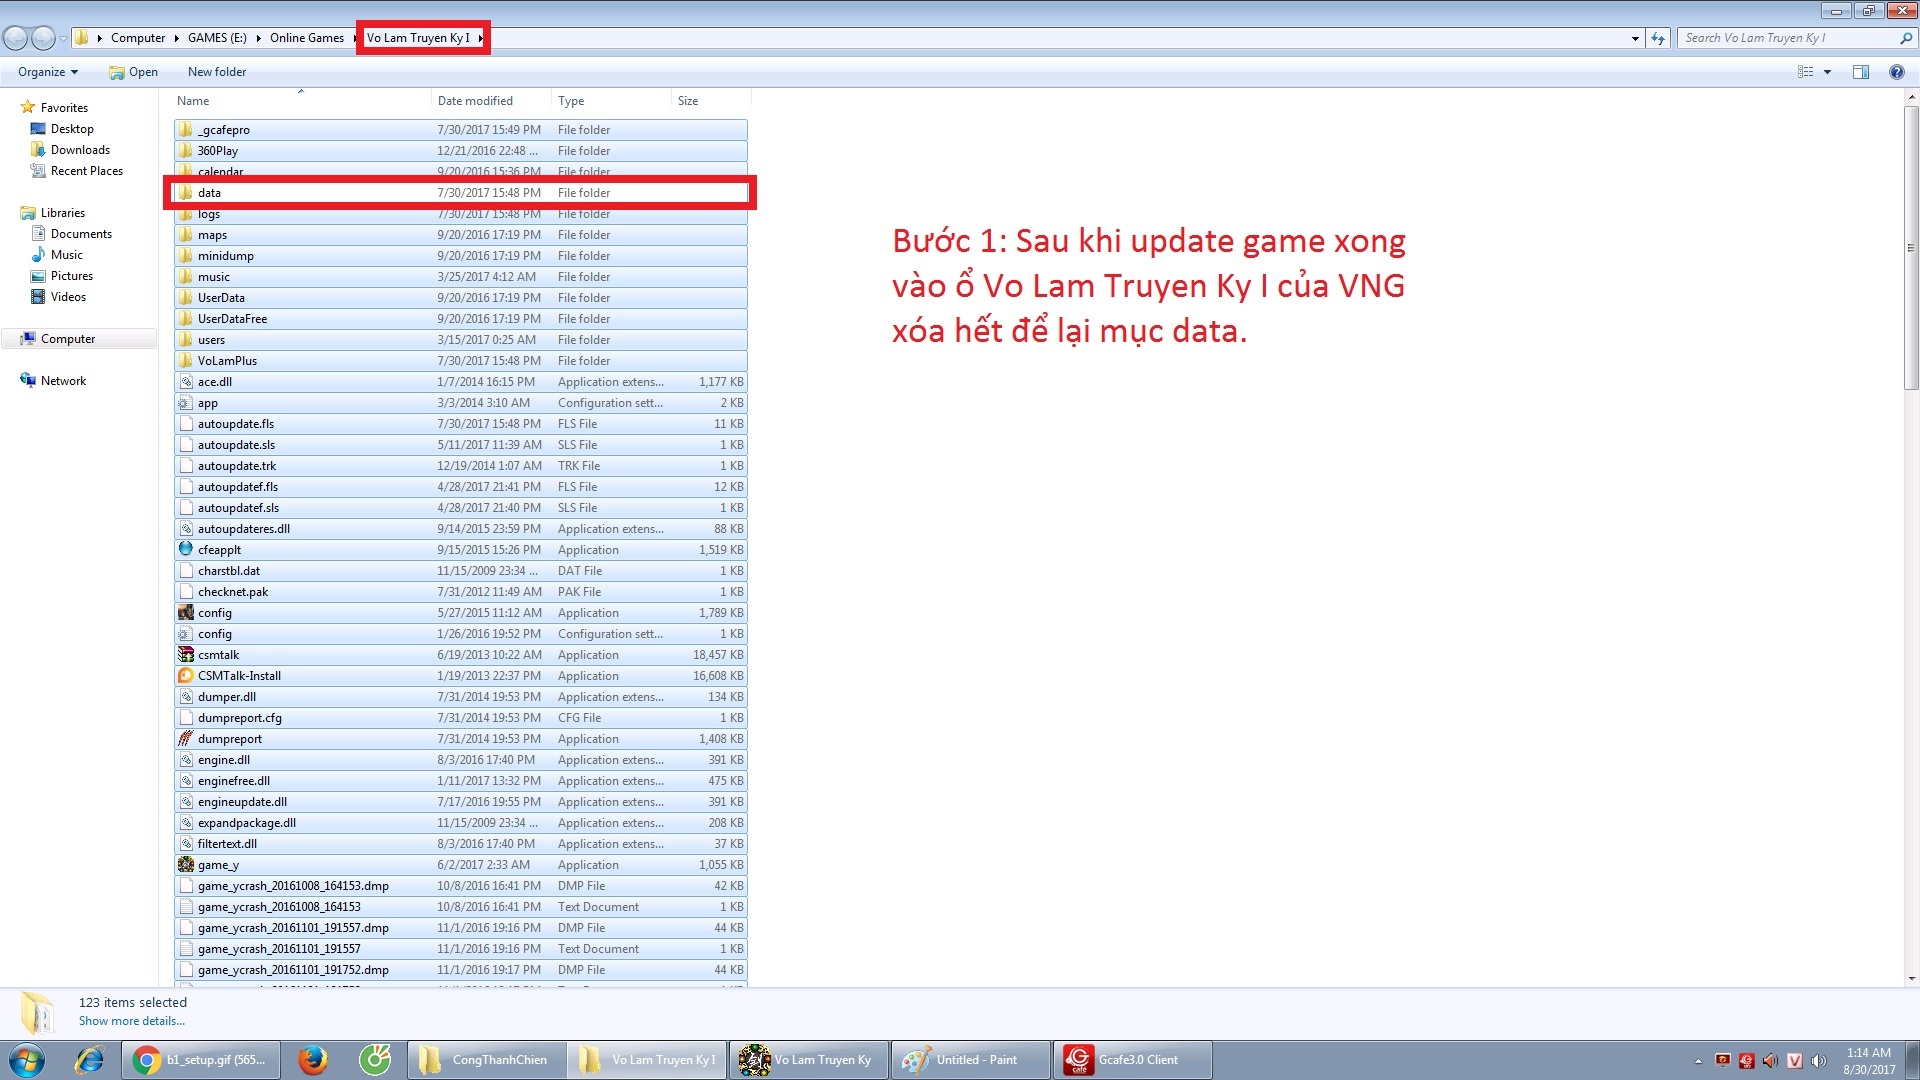 Computer ▸ GAMES (E:) ▸ Online Games ▸ Vo Lam Truyen Ky I ▸
Search Vo Lam Truyen Ky I
Organize Open New folder
Name Date modified Type Size
Favorites
Desktop
Downloads
Recent Places
Libraries
Documents
Music
Pictures
Videos
Computer
Network
_gcafepro 7/30/2017 15:49 PM File folder
360Play 12/21/2016 22:48 ... File folder
calendar 9/20/2016 15:36 PM File folder
data 7/30/2017 15:48 PM File folder
logs 7/30/2017 15:48 PM File folder
maps 9/20/2016 17:19 PM File folder
minidump 9/20/2016 17:19 PM File folder
music 3/25/2017 4:12 AM File folder
UserData 9/20/2016 17:19 PM File folder
UserDataFree 9/20/2016 17:19 PM File folder
users 3/15/2017 0:25 AM File folder
VoLamPlus 7/30/2017 15:48 PM File folder
ace.dll 1/7/2014 16:15 PM Application extens... 1,177 KB
app 3/3/2014 3:10 AM Configuration sett... 2 KB
autoupdate.fls 7/30/2017 15:48 PM FLS File 11 KB
autoupdate.sls 5/11/2017 11:39 AM SLS File 1 KB
autoupdate.trk 12/19/2014 1:07 AM TRK File 1 KB
autoupdatef.fls 4/28/2017 21:41 PM FLS File 12 KB
autoupdatef.sls 4/28/2017 21:40 PM SLS File 1 KB
autoupdateres.dll 9/14/2015 23:59 PM Application extens... 88 KB
cfeapplt 9/15/2015 15:26 PM Application 1,519 KB
charstbl.dat 11/15/2009 23:34 ... DAT File 1 KB
checknet.pak 7/31/2012 11:49 AM PAK File 1 KB
config 5/27/2015 11:12 AM Application 1,789 KB
config 1/26/2016 19:52 PM Configuration sett... 1 KB
csmtalk 6/19/2013 10:22 AM Application 18,457 KB
CSMTalk-Install 1/19/2013 22:37 PM Application 16,608 KB
dumper.dll 7/31/2014 19:53 PM Application extens... 134 KB
dumpreport.cfg 7/31/2014 19:53 PM CFG File 1 KB
dumpreport 7/31/2014 19:53 PM Application 1,408 KB
engine.dll 8/3/2016 17:40 PM Application extens... 391 KB
enginefree.dll 1/11/2017 13:32 PM Application extens... 475 KB
engineupdate.dll 7/17/2016 19:55 PM Application extens... 391 KB
expandpackage.dll 11/15/2009 23:34 ... Application extens... 208 KB
filtertext.dll 8/3/2016 17:40 PM Application extens... 37 KB
game_y 6/2/2017 2:33 AM Application 1,055 KB
game_ycrash_20161008_164153.dmp 10/8/2016 16:41 PM DMP File 42 KB
game_ycrash_20161008_164153 10/8/2016 16:41 PM Text Document 1 KB
game_ycrash_20161101_191557.dmp 11/1/2016 19:16 PM DMP File 44 KB
game_ycrash_20161101_191557 11/1/2016 19:16 PM Text Document 1 KB
game_ycrash_20161101_191752.dmp 11/1/2016 19:17 PM DMP File 44 KB
Bước 1: Sau khi update game xong
vào ổ Vo Lam Truyen Ky I của VNG
xóa hết để lại mục data.
123 items selected
Show more details...
b1_setup.gif (565... CongThanhChien Vo Lam Truyen Ky I Vo Lam Truyen Ky Untitled - Paint Gcafe3.0 Client
1:14 AM
8/30/2017